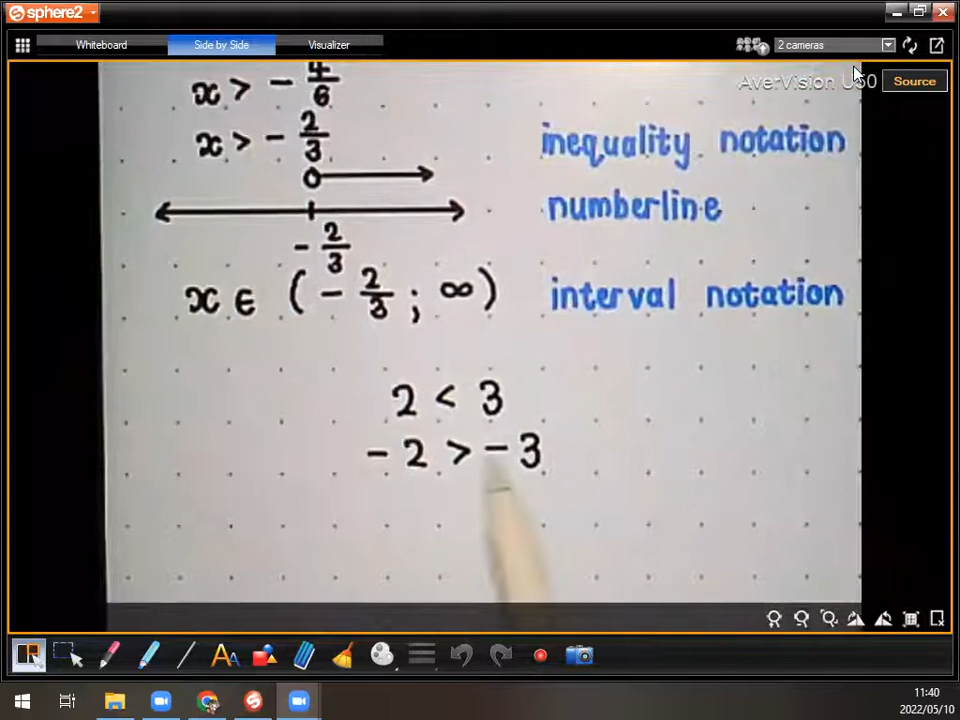 sphere2
Whiteboard Side by Side Visualizer 2 cameras
AverVision U50 Source
x > - 4/6
x > - 2/3 inequality notation
numberline
- 2/3
x ∈ (- 2/3 ; ∞) interval notation
2 < 3
- 2 > - 3
11:40
2022/05/10